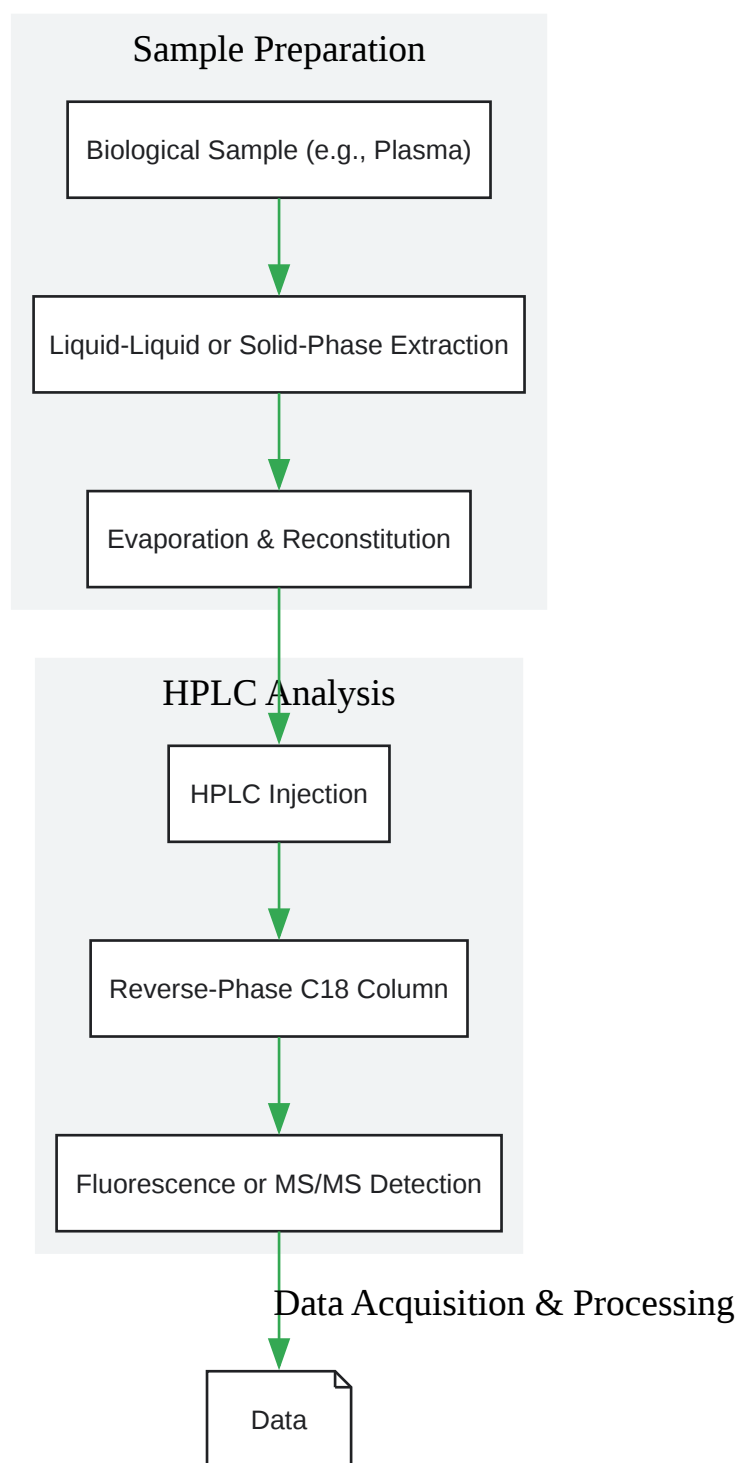 Sample Preparation
Biological Sample (e.g., Plasma)
Liquid-Liquid or Solid-Phase Extraction
Evaporation & Reconstitution
HPLC Analysis
HPLC Injection
Reverse-Phase C18 Column
Fluorescence or MS/MS Detection
Data Acquisition & Processing
Data